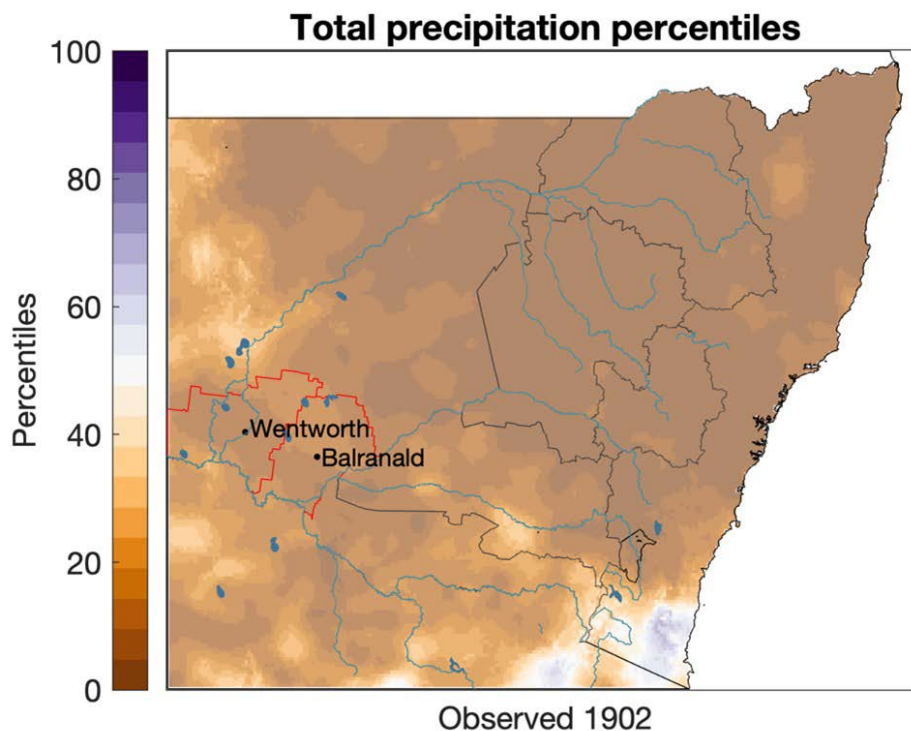 Total precipitation percentiles
100
80
60
40
20
0
Percentiles
Wentworth
Balranald
Observed 1902